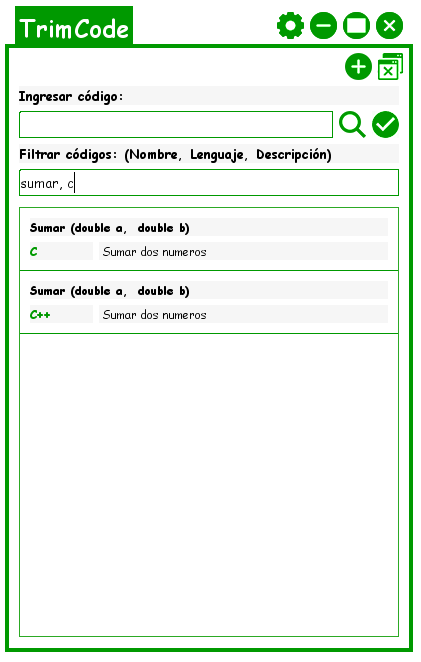 TrimCode
Ingresar código:
Filtrar códigos: (Nombre, Lenguaje, Descripción)
sumar, c
Sumar (double a, double b)
C
Sumar dos numeros
Sumar (double a, double b)
C++
Sumar dos numeros